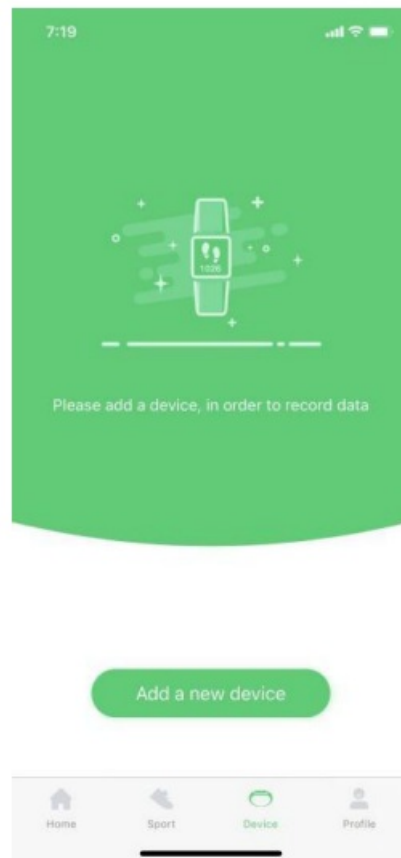 7:19
1026
Please add a device, in order to record data
Add a new device
Home
Sport
Device
Profile